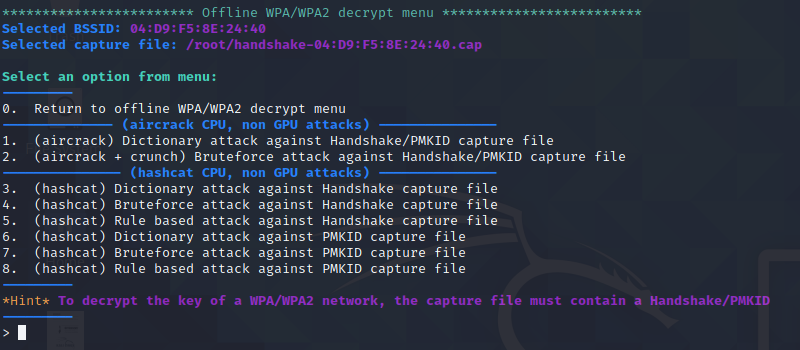 ************************ Offline WPA/WPA2 decrypt menu *************************
Selected BSSID: 04:D9:F5:8E:24:40
Selected capture file: /root/handshake-04:D9:F5:8E:24:40.cap
Select an option from menu:
0.  Return to offline WPA/WPA2 decrypt menu
(aircrack CPU, non GPU attacks)
1.  (aircrack) Dictionary attack against Handshake/PMKID capture file
2.  (aircrack + crunch) Bruteforce attack against Handshake/PMKID capture file
(hashcat CPU, non GPU attacks)
3.  (hashcat) Dictionary attack against Handshake capture file
4.  (hashcat) Bruteforce attack against Handshake capture file
5.  (hashcat) Rule based attack against Handshake capture file
6.  (hashcat) Dictionary attack against PMKID capture file
7.  (hashcat) Bruteforce attack against PMKID capture file
8.  (hashcat) Rule based attack against PMKID capture file
*Hint* To decrypt the key of a WPA/WPA2 network, the capture file must contain a Handshake/PMKID
>